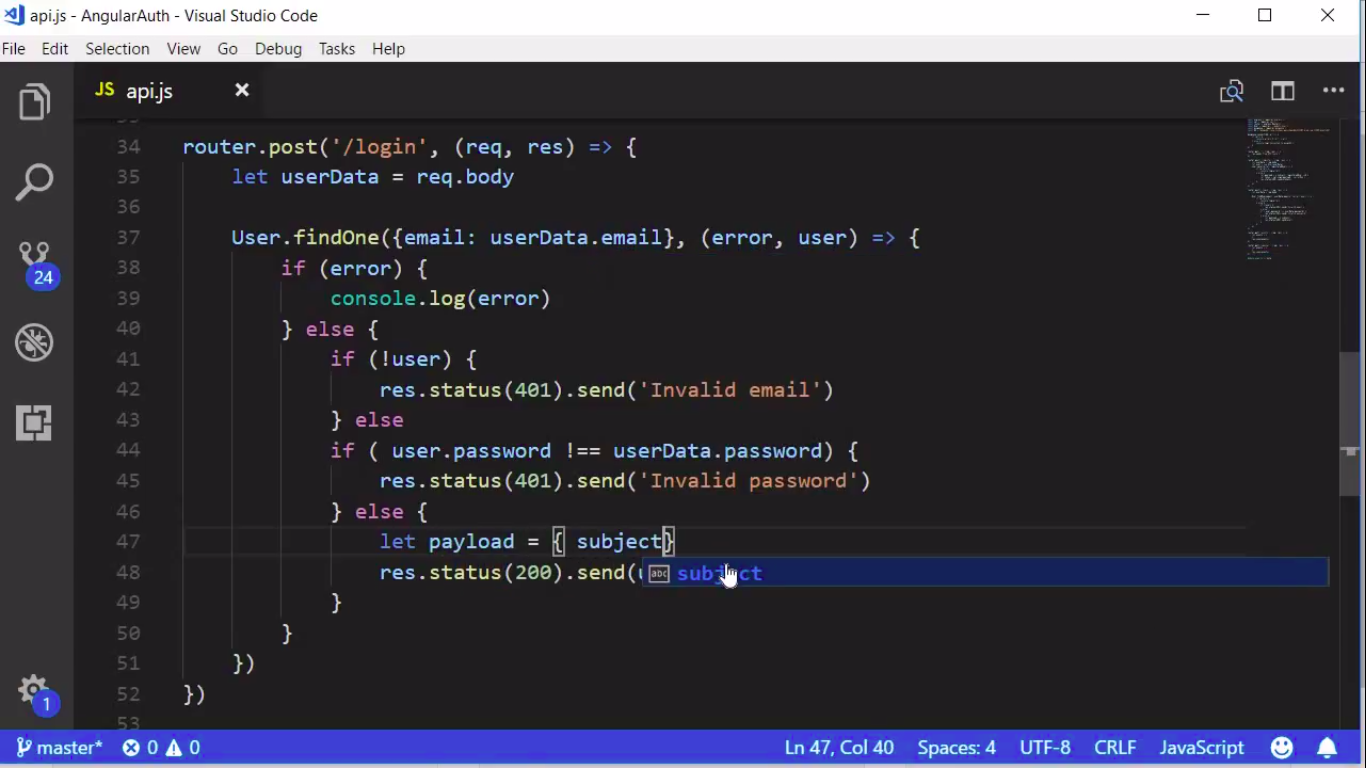 api.js - AngularAuth - Visual Studio Code
File Edit Selection View Go Debug Tasks Help
JS api.js
34 router.post('/login', (req, res) => {
35 let userData = req.body
36
37 User.findOne({email: userData.email}, (error, user) => {
38 if (error) {
39 console.log(error)
40 } else {
41 if (!user) {
42 res.status(401).send('Invalid email')
43 } else
44 if ( user.password !== userData.password) {
45 res.status(401).send('Invalid password')
46 } else {
47 let payload = { subject}
48 res.status(200).send(u abc subject
49 }
50 }
51 })
52 })
53
24
1
master* 0 0 Ln 47, Col 40 Spaces: 4 UTF-8 CRLF JavaScript